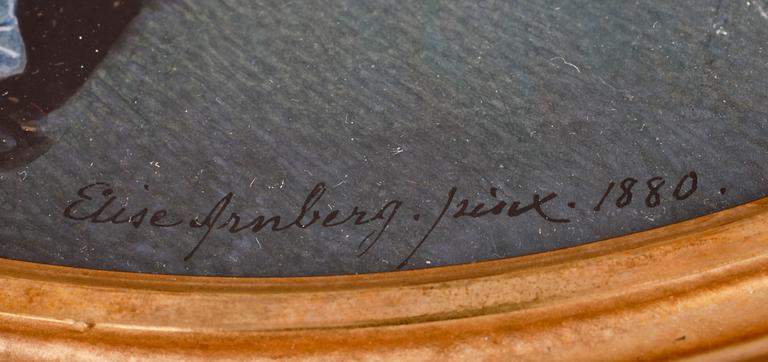 Elise Arnberg. pinx. 1880.